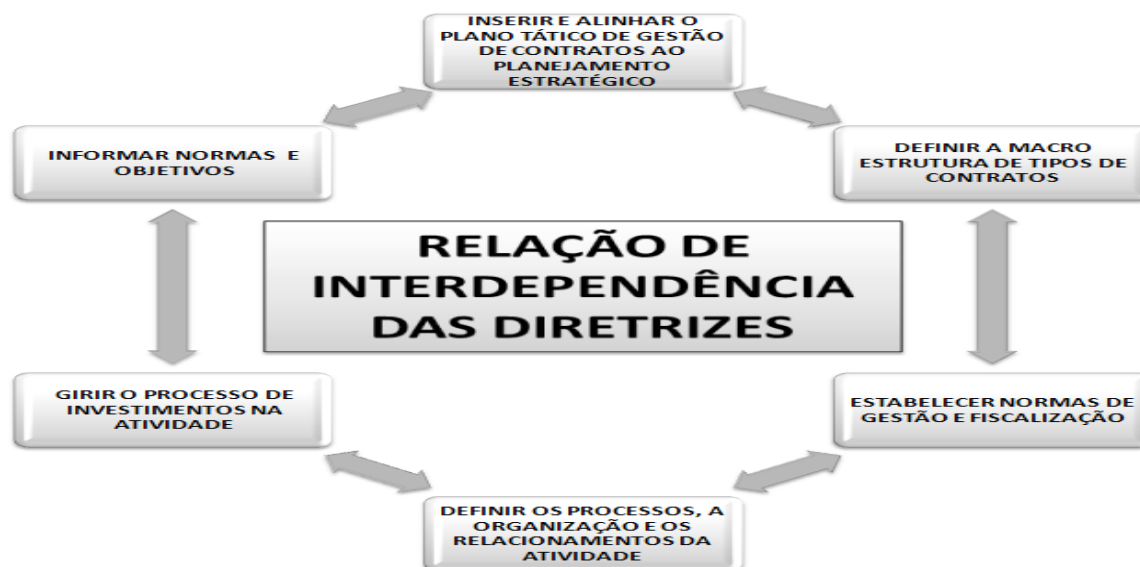 INSERIR E ALINHAR O
PLANO TÁTICO DE GESTÃO
DE CONTRATOS AO
PLANEJAMENTO
ESTRATÉGICO
INFORMAR NORMAS E
OBJETIVOS
DEFINIR A MACRO
ESTRUTURA DE TIPOS DE
CONTRATOS
RELAÇÃO DE
INTERDEPENDÊNCIA
DAS DIRETRIZES
GIRIR O PROCESSO DE
INVESTIMENTOS NA
ATIVIDADE
ESTABELECER NORMAS DE
GESTÃO E FISCALIZAÇÃO
DEFINIR OS PROCESSOS, A
ORGANIZAÇÃO E OS
RELACIONAMENTOS DA
ATIVIDADE